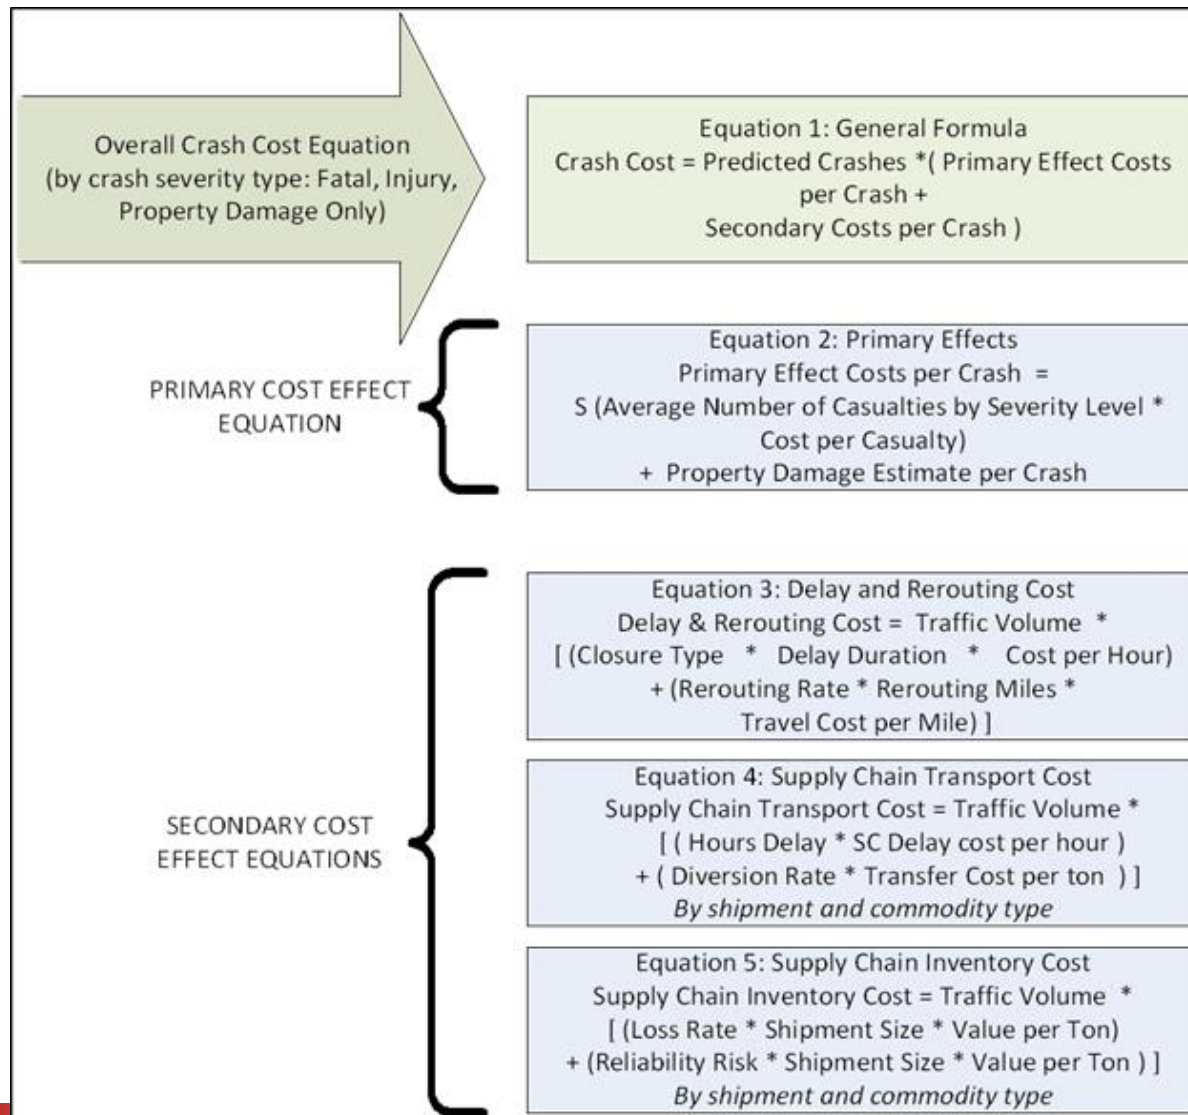 Overall Crash Cost Equation
(by crash severity type: Fatal, Injury,
Property Damage Only)
Equation 1: General Formula
Crash Cost = Predicted Crashes *( Primary Effect Costs
per Crash +
Secondary Costs per Crash )
PRIMARY COST EFFECT
EQUATION
Equation 2: Primary Effects
Primary Effect Costs per Crash =
S (Average Number of Casualties by Severity Level *
Cost per Casualty)
+ Property Damage Estimate per Crash
SECONDARY COST
EFFECT EQUATIONS
Equation 3: Delay and Rerouting Cost
Delay & Rerouting Cost = Traffic Volume *
[ (Closure Type * Delay Duration * Cost per Hour)
+ (Rerouting Rate * Rerouting Miles *
Travel Cost per Mile) ]
Equation 4: Supply Chain Transport Cost
Supply Chain Transport Cost = Traffic Volume *
[ ( Hours Delay * SC Delay cost per hour )
+ ( Diversion Rate * Transfer Cost per ton ) ]
By shipment and commodity type
Equation 5: Supply Chain Inventory Cost
Supply Chain Inventory Cost = Traffic Volume *
[ (Loss Rate * Shipment Size * Value per Ton)
+ (Reliability Risk * Shipment Size * Value per Ton ) ]
By shipment and commodity type